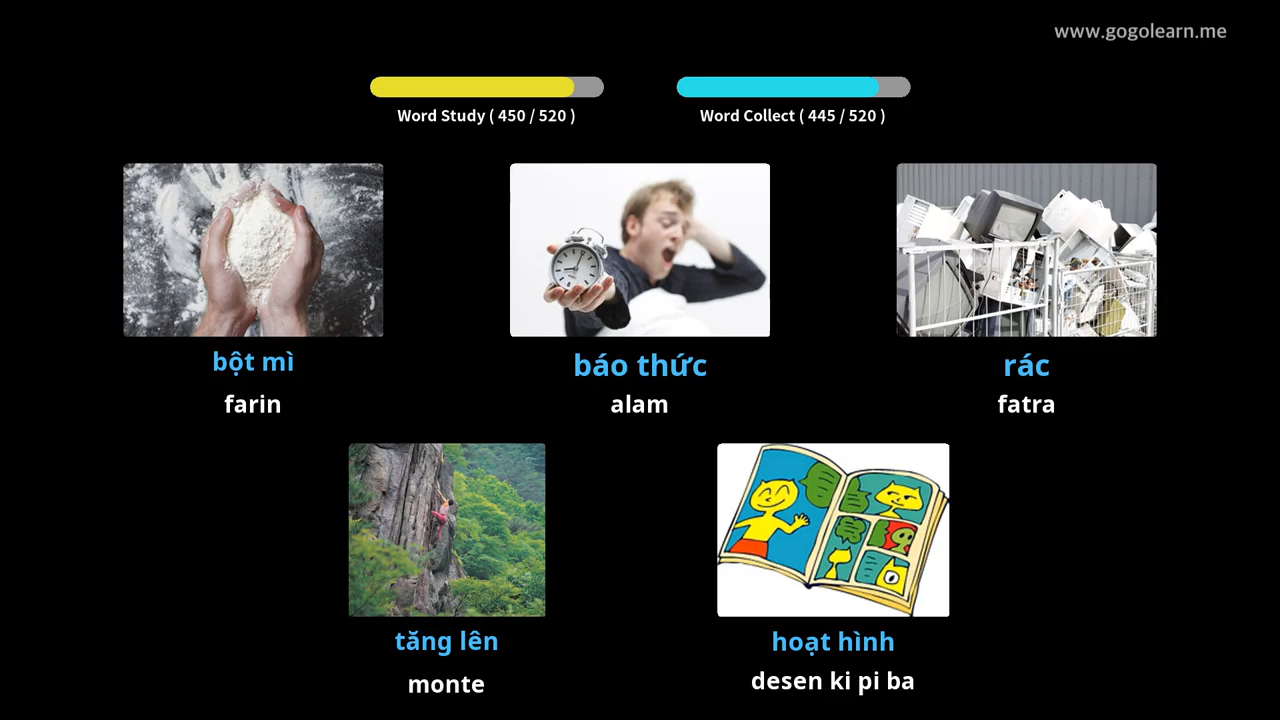 www.gogolearn.me
Word Study ( 450 / 520 )
Word Collect ( 445 / 520 )
bột mì
farin
báo thức
alam
rác
fatra
tăng lên
monte
hoạt hình
desen ki pi ba